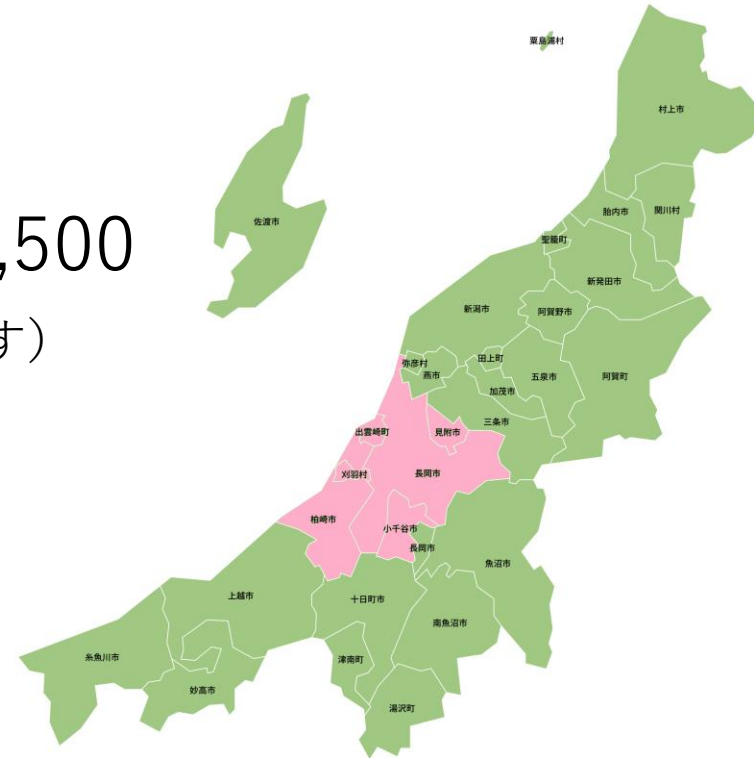 ,500
す）
粟島浦村
村上市
佐渡市
胎内市
関川村
聖籠町
新発田市
新潟市
阿賀野市
弥彦村
燕市
田上町
五泉市
阿賀町
加茂市
三条市
出雲崎町
見附市
刈羽村
長岡市
柏崎市
小千谷市
長岡市
魚沼市
上越市
十日町市
南魚沼市
糸魚川市
津南町
妙高市
湯沢町